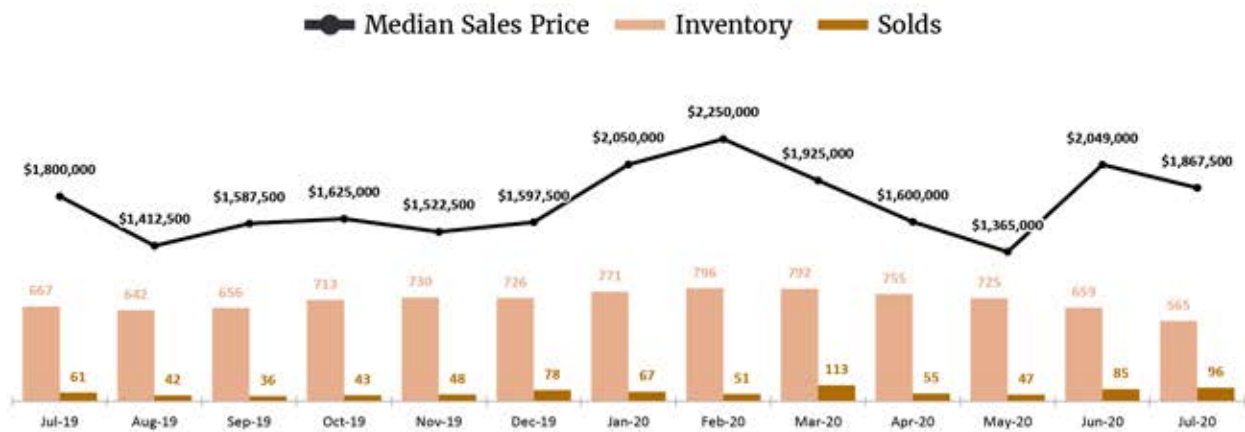 Median Sales Price Inventory Solds
$1,800,000 $1,412,500 $1,587,500 $1,625,000 $1,522,500 $1,597,500 $2,050,000 $2,250,000 $1,925,000 $1,600,000 $1,365,000 $2,049,000 $1,867,500
667 642 656 713 730 726 771 796 792 755 725 659 565
61 42 36 43 48 78 67 51 113 55 47 85 96
Jul-19 Aug-19 Sep-19 Oct-19 Nov-19 Dec-19 Jan-20 Feb-20 Mar-20 Apr-20 May-20 Jun-20 Jul-20